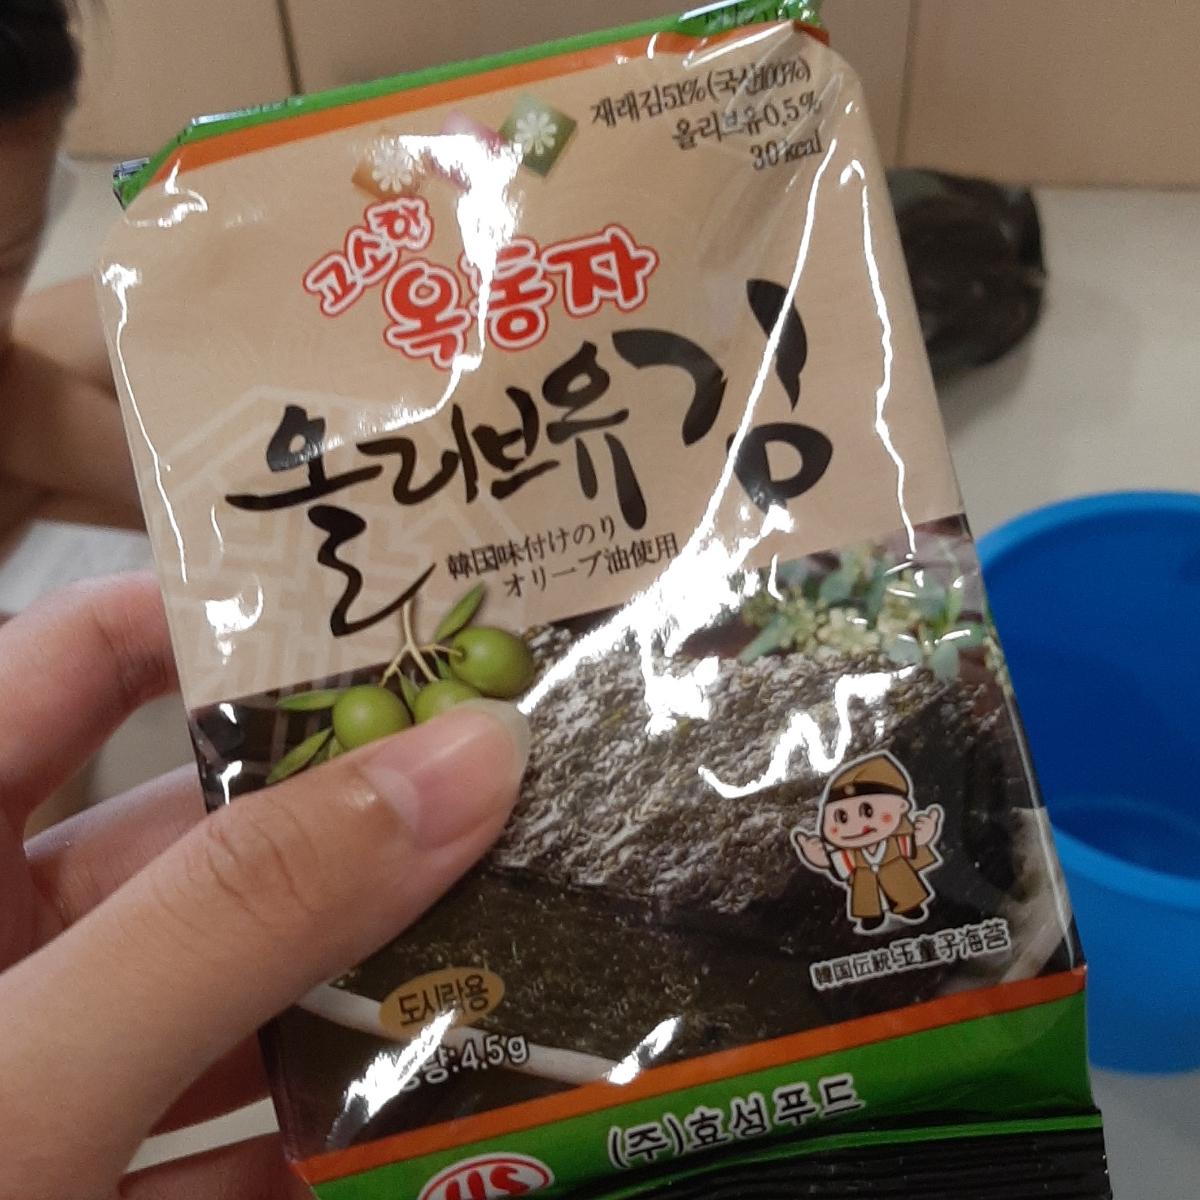 재래김51%(국산100%)
올리브유0.5%
30kcal
고소한
옥동자
올리브유김
韓国味付けのり
オリーブ油使用
韓国伝統玉童子海苔
도시락용
4.5g
(주)효성푸드